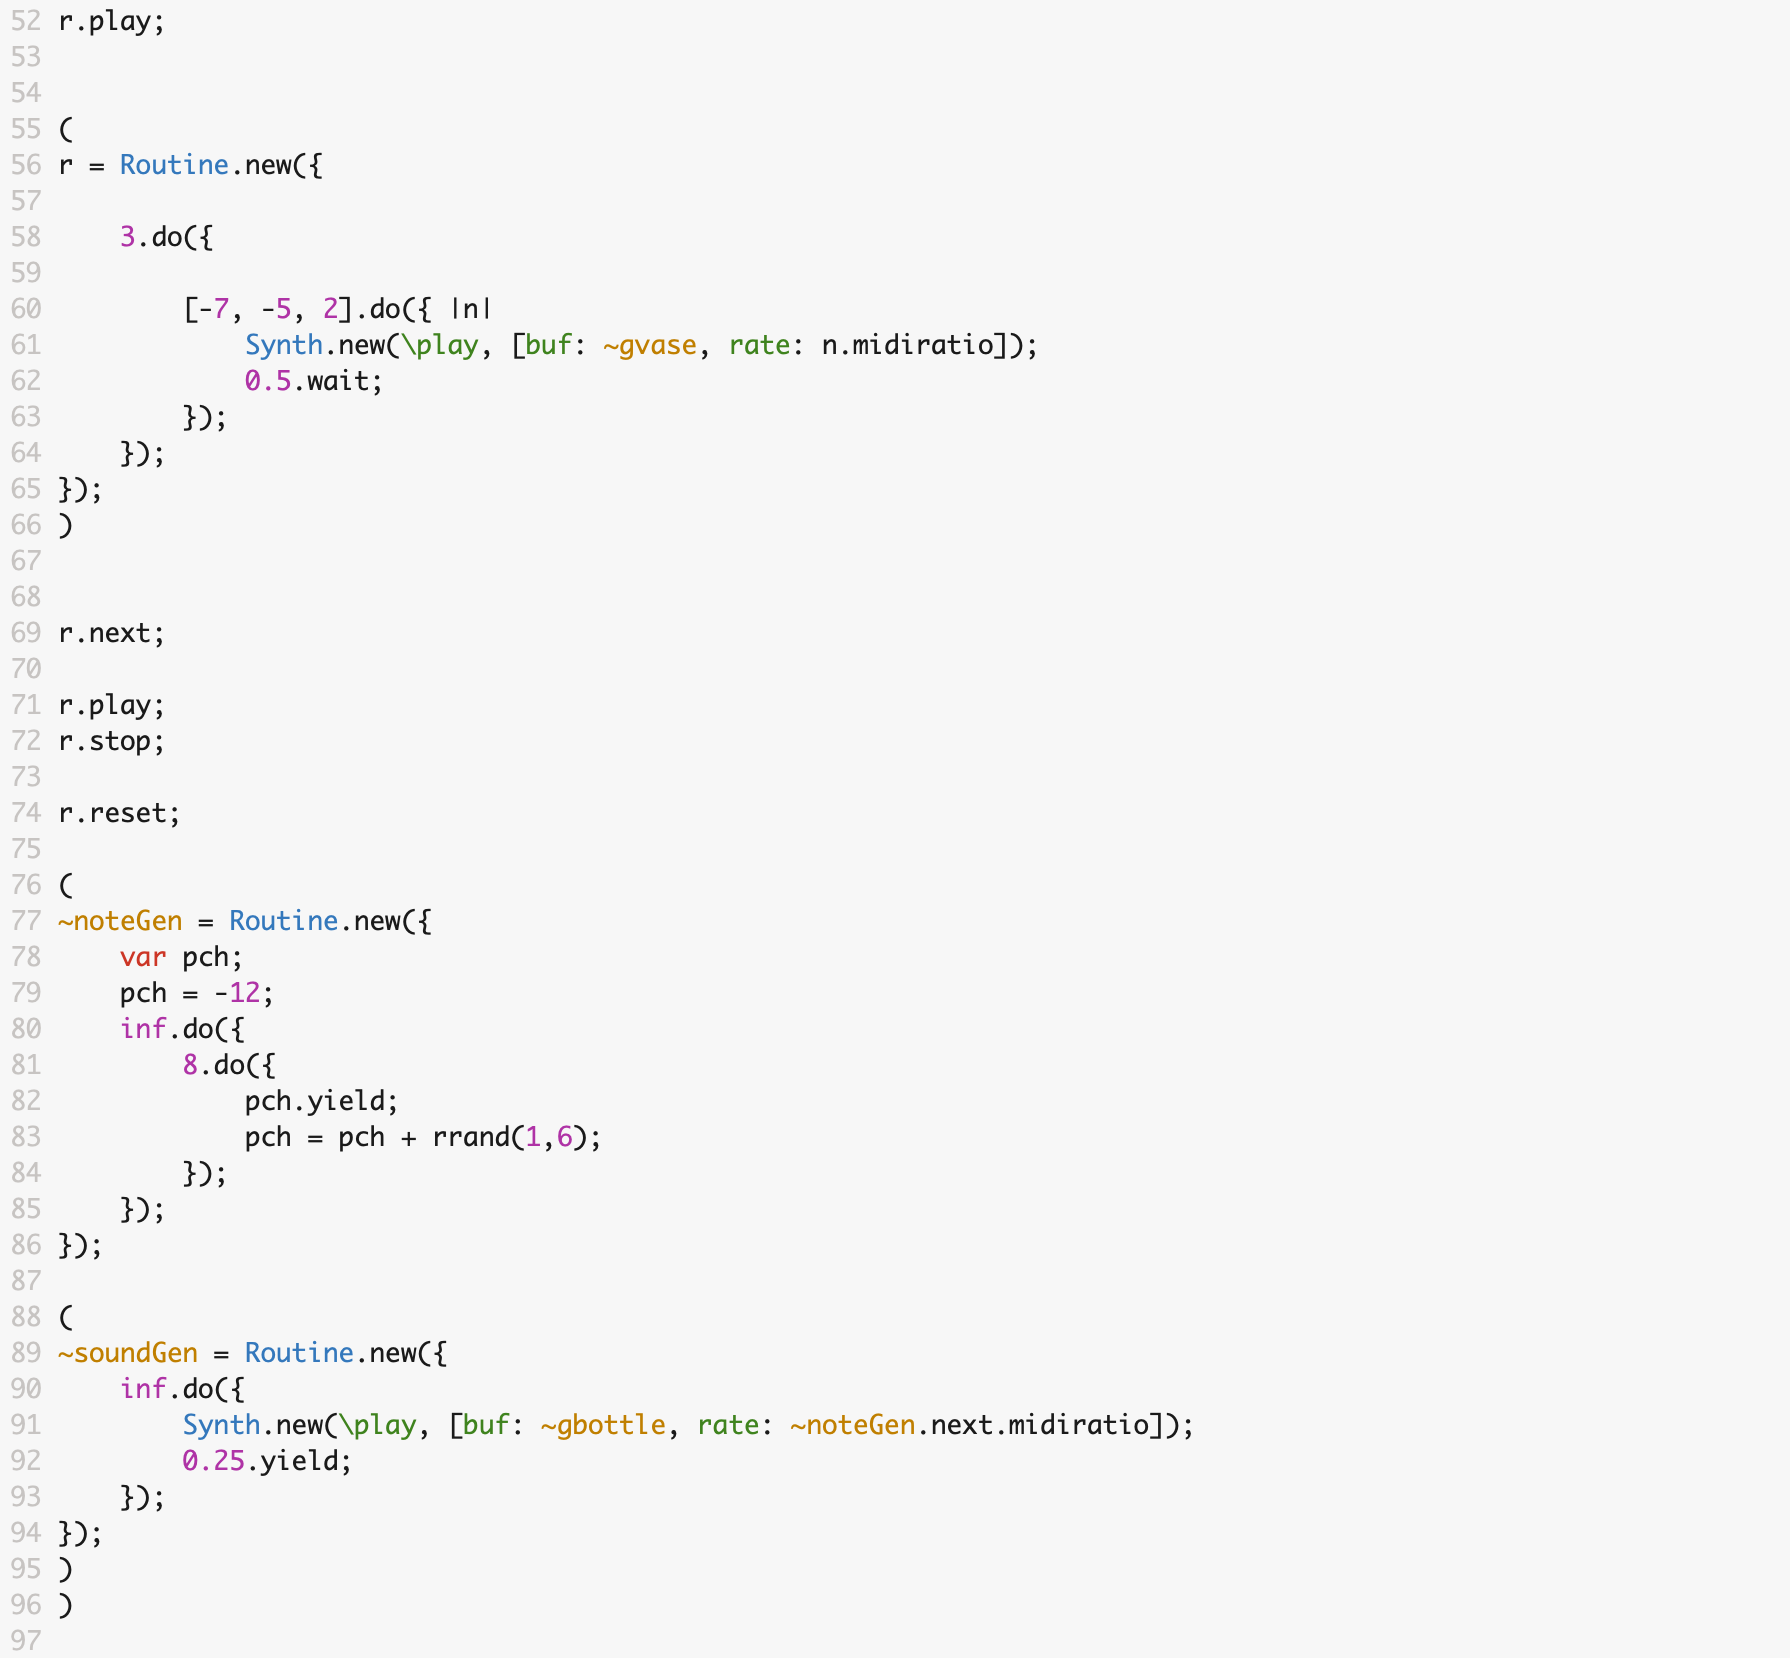 52 r.play;
53
54
55 (
56 r = Routine.new({
57
58     3.do({
59
60         [-7, -5, 2].do({ |n|
61             Synth.new(\play, [buf: ~gvase, rate: n.midiratio]);
62             0.5.wait;
63         });
64     });
65 });
66 )
67
68
69 r.next;
70
71 r.play;
72 r.stop;
73
74 r.reset;
75
76 (
77 ~noteGen = Routine.new({
78     var pch;
79     pch = -12;
80     inf.do({
81         8.do({
82             pch.yield;
83             pch = pch + rrand(1,6);
84         });
85     });
86 });
87
88 (
89 ~soundGen = Routine.new({
90     inf.do({
91         Synth.new(\play, [buf: ~gbottle, rate: ~noteGen.next.midiratio]);
92         0.25.yield;
93     });
94 });
95 )
96 )
97